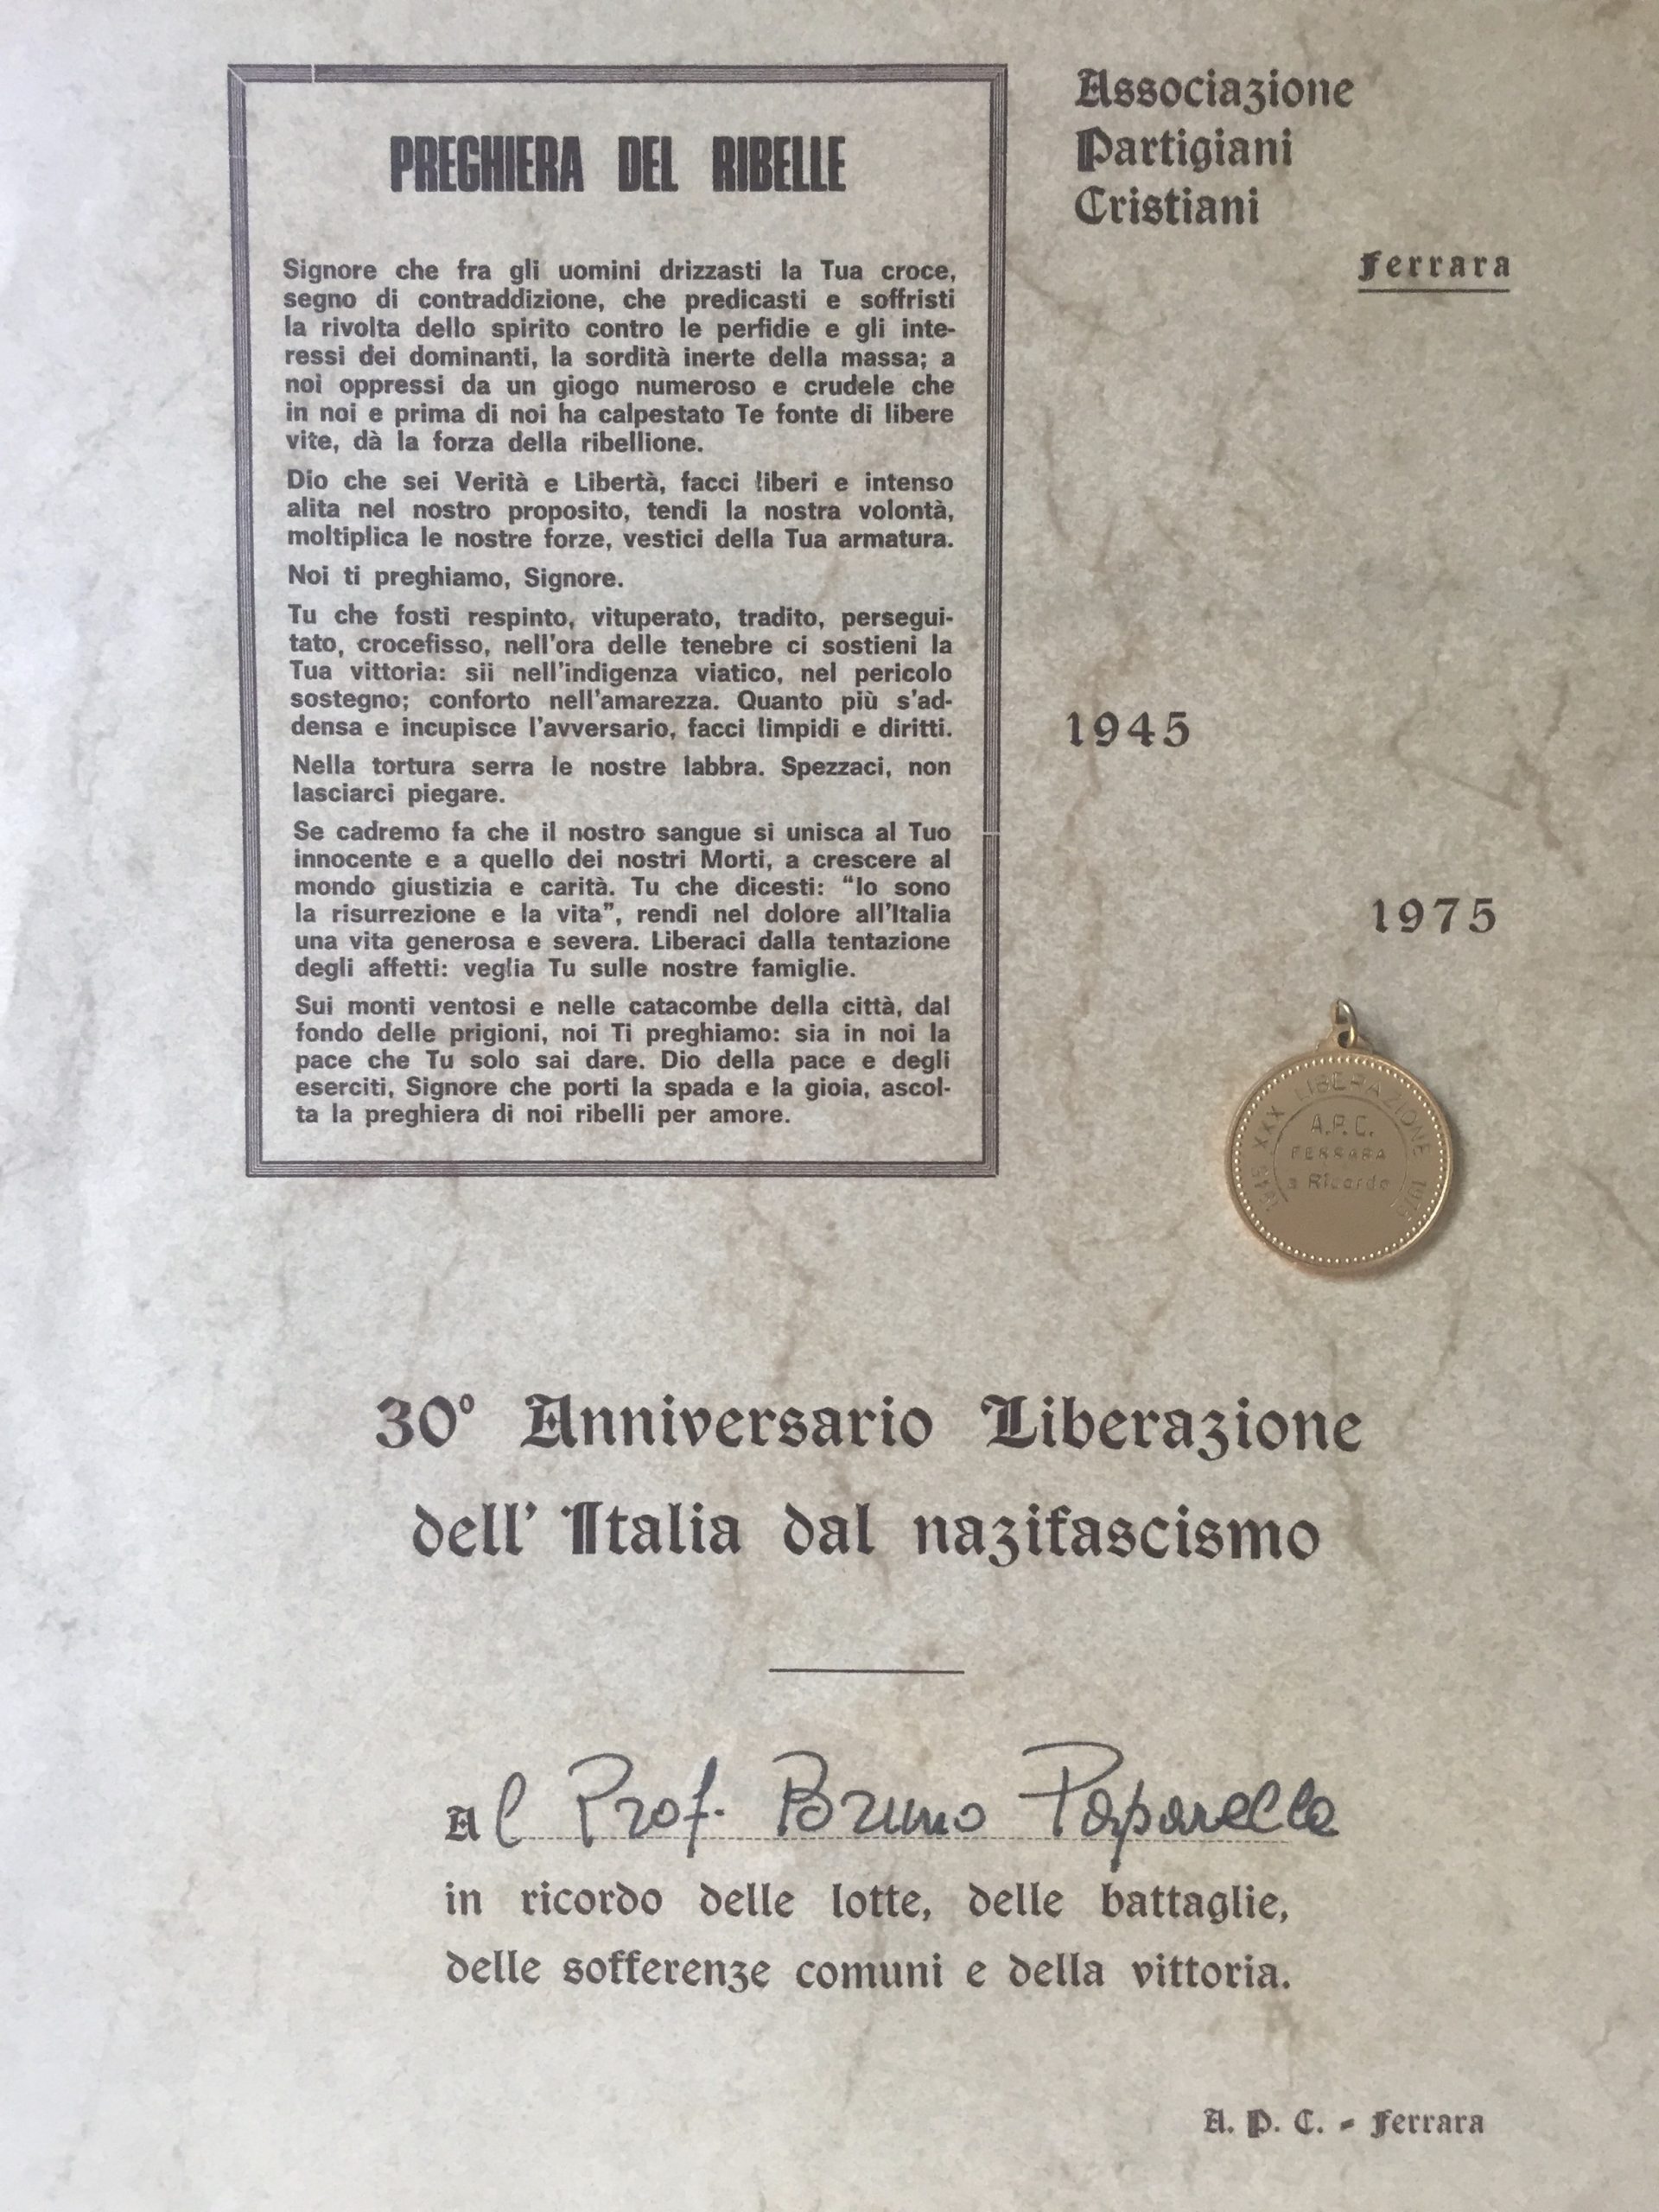 PREGHIERA DEL RIBELLE
Signore che fra gli uomini drizzasti la Tua croce,
segno di contraddizione, che predicasti e soffristi
la rivolta dello spirito contro le perfidie e gli inte-
ressi dei dominanti, la sordità inerte della massa; a
noi oppressi da un giogo numeroso e crudele che
in noi e prima di noi ha calpestato Te fonte di libere
vite, dà la forza della ribellione.
Dio che sei Verità e Libertà, facci liberi e intenso
alita nel nostro proposito, tendi la nostra volontà,
moltiplica le nostre forze, vestici della Tua armatura.
Noi ti preghiamo, Signore.
Tu che fosti respinto, vituperato, tradito, persegui-
tato, crocefisso, nell'ora delle tenebre ci sostieni la
Tua vittoria: sii nell'indigenza viatico, nel pericolo
sostegno; conforto nell'amarezza. Quanto più s'ad-
densa e incupisce l'avversario, facci limpidi e diritti.
Nella tortura serra le nostre labbra. Spezzaci, non
lasciarci piegare.
Se cadremo fa che il nostro sangue si unisca al Tuo
innocente e a quello dei nostri Morti, a crescere al
mondo giustizia e carità. Tu che dicesti: "Io sono
la risurrezione e la vita", rendi nel dolore all'Italia
una vita generosa e severa. Liberaci dalla tentazione
degli affetti: veglia Tu sulle nostre famiglie.
Sui monti ventosi e nelle catacombe della città, dal
fondo delle prigioni, noi Ti preghiamo: sia in noi la
pace che Tu solo sai dare. Dio della pace e degli
eserciti, Signore che porti la spada e la gioia, ascol-
ta la preghiera di noi ribelli per amore.
Associazione
Partigiani
Cristiani
Ferrara
1945
1975
1945 XXX LIBERAZIONE 1975
A.P.C.
FERRARA
a Ricordo
30° Anniversario Liberazione
dell' Italia dal nazifascismo
Al Prof. Bruno Paparella
in ricordo delle lotte, delle battaglie,
delle sofferenze comuni e della vittoria.
A. P. C. - Ferrara